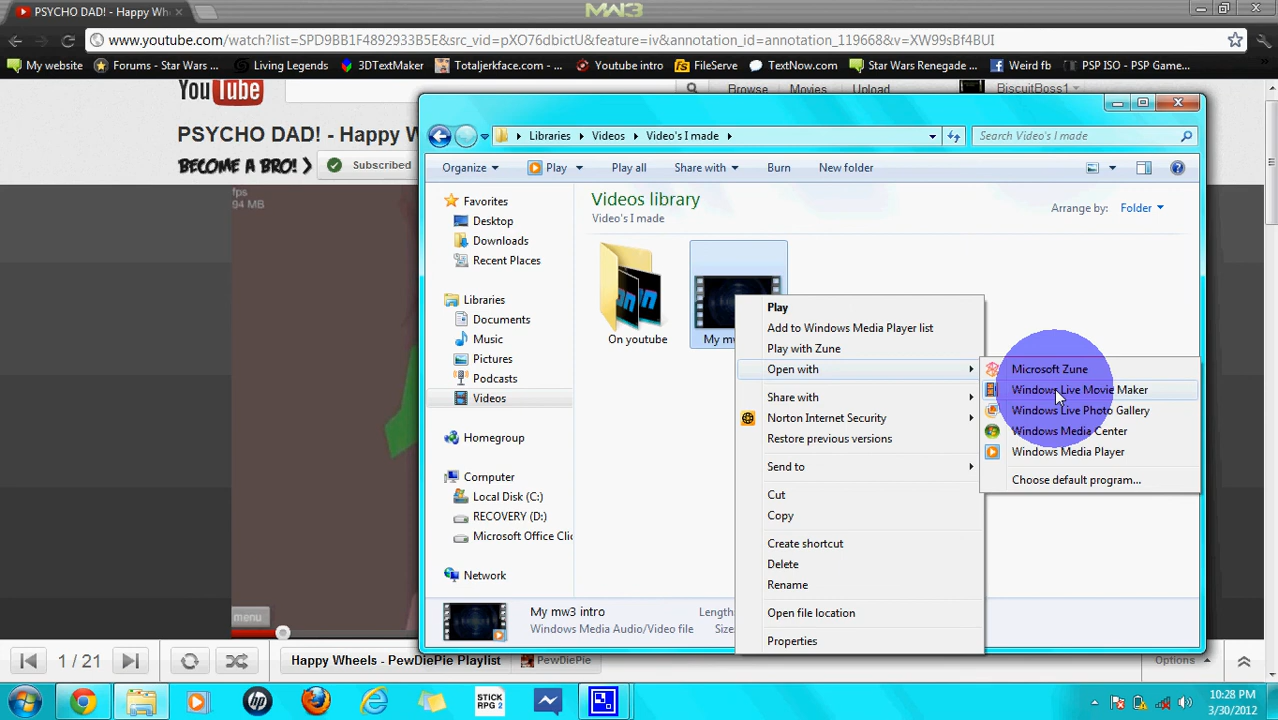 PSYCHO DAD! - Happy Wh
MW3
www.youtube.com/watch?list=SPD9BB1F4892933B5E&src_vid=pXO76dbictU&feature=iv&annotation_id=annotation_119668&v=XW99sBf4BUI
My website
Forums - Star Wars ...
Living Legends
3DTextMaker
Totaljerkface.com - ...
Youtube intro
FileServe
TextNow.com
Star Wars Renegade ...
Weird fb
PSP ISO - PSP Game...
YouTube
Browse
Movies
Upload
BiscuitBoss1
PSYCHO DAD! - Happy W
BECOME A BRO!
Subscribed
fps
94 MB
menu
Libraries
Videos
Video's I made
Search Video's I made
Organize
Play
Play all
Share with
Burn
New folder
Favorites
Desktop
Downloads
Recent Places
Libraries
Documents
Music
Pictures
Podcasts
Videos
Homegroup
Computer
Local Disk (C:)
RECOVERY (D:)
Microsoft Office Clic
Network
Videos library
Video's I made
Arrange by:
Folder
On youtube
My mw
Play
Add to Windows Media Player list
Play with Zune
Open with
Share with
Norton Internet Security
Restore previous versions
Send to
Cut
Copy
Create shortcut
Delete
Rename
Open file location
Properties
Microsoft Zune
Windows Live Movie Maker
Windows Live Photo Gallery
Windows Media Center
Windows Media Player
Choose default program...
My mw3 intro
Length
Windows Media Audio/Video file
Size
1 / 21
Happy Wheels - PewDiePie Playlist
PewDiePie
Options
hp
STICK
RPG 2
10:28 PM
3/30/2012